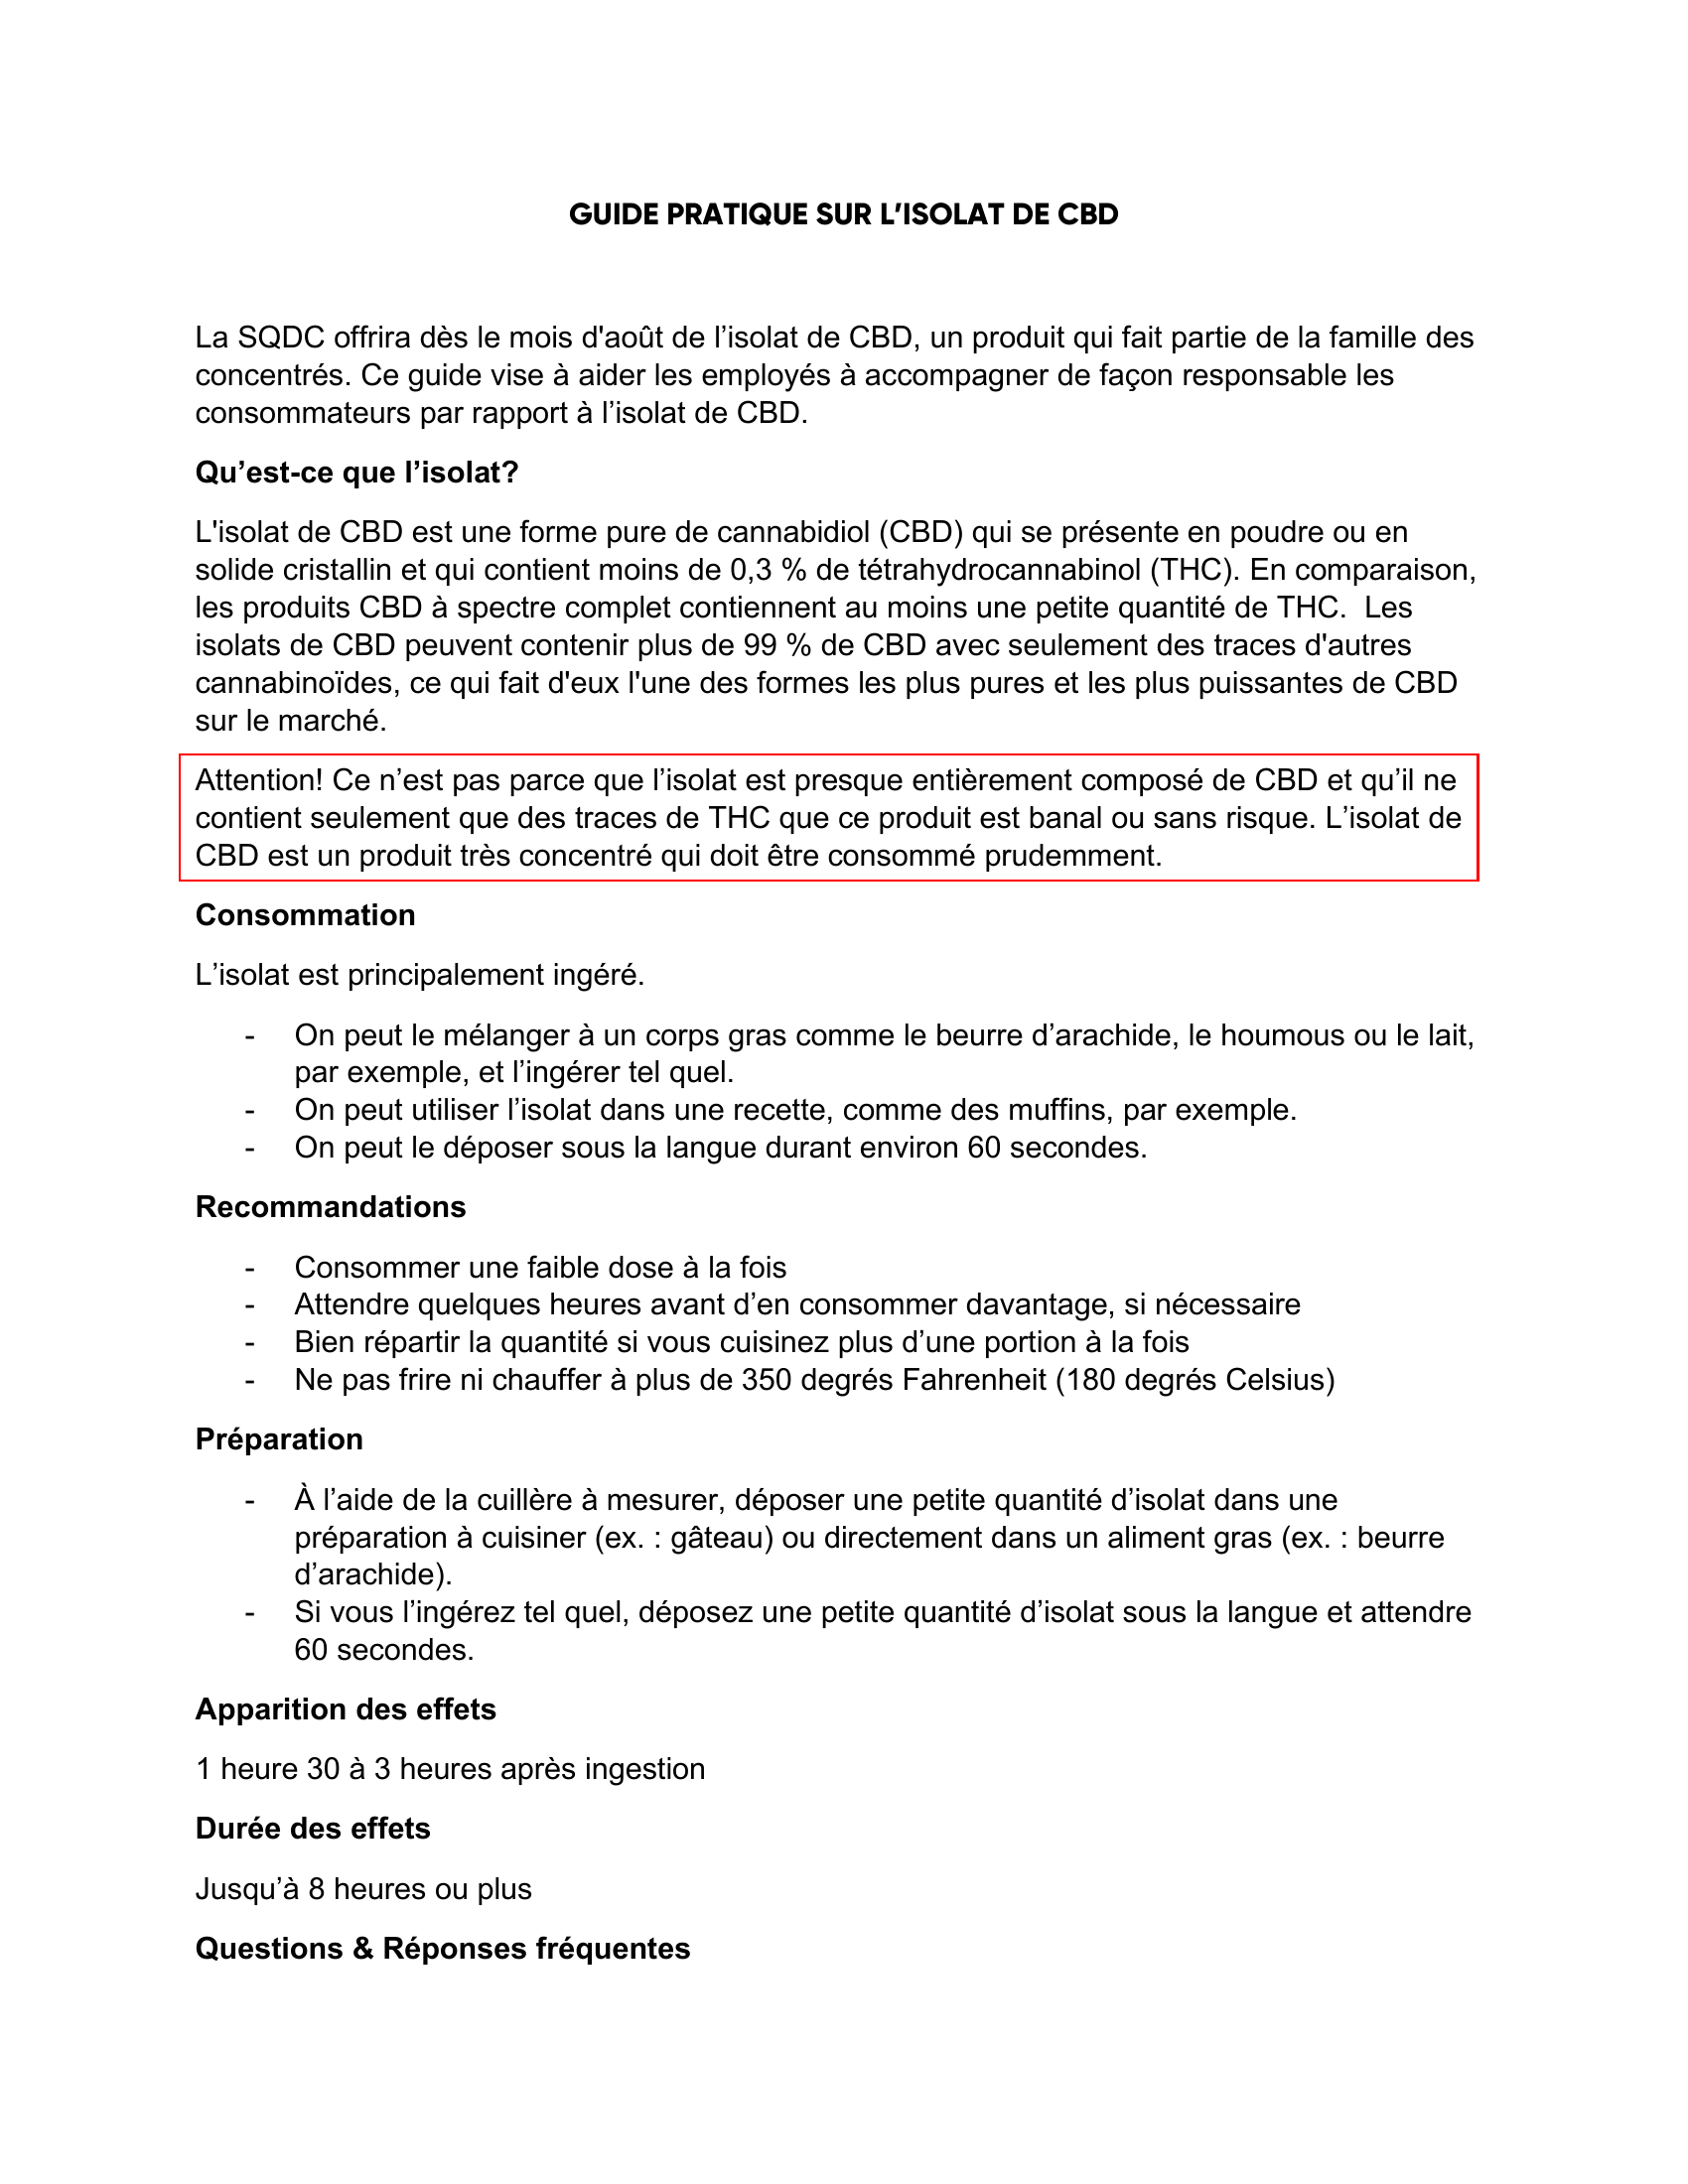 GUIDE PRATIQUE SUR L’ISOLAT DE CBD
La SQDC offrira dès le mois d'août de l’isolat de CBD, un produit qui fait partie de la famille des
concentrés. Ce guide vise à aider les employés à accompagner de façon responsable les
consommateurs par rapport à l’isolat de CBD.
Qu’est-ce que l’isolat?
L'isolat de CBD est une forme pure de cannabidiol (CBD) qui se présente en poudre ou en
solide cristallin et qui contient moins de 0,3 % de tétrahydrocannabinol (THC). En comparaison,
les produits CBD à spectre complet contiennent au moins une petite quantité de THC.  Les
isolats de CBD peuvent contenir plus de 99 % de CBD avec seulement des traces d'autres
cannabinoïdes, ce qui fait d'eux l'une des formes les plus pures et les plus puissantes de CBD
sur le marché.
Attention! Ce n’est pas parce que l’isolat est presque entièrement composé de CBD et qu’il ne
contient seulement que des traces de THC que ce produit est banal ou sans risque. L’isolat de
CBD est un produit très concentré qui doit être consommé prudemment.
Consommation
L’isolat est principalement ingéré.
- On peut le mélanger à un corps gras comme le beurre d’arachide, le houmous ou le lait,
par exemple, et l’ingérer tel quel.
- On peut utiliser l’isolat dans une recette, comme des muffins, par exemple.
- On peut le déposer sous la langue durant environ 60 secondes.
Recommandations
- Consommer une faible dose à la fois
- Attendre quelques heures avant d’en consommer davantage, si nécessaire
- Bien répartir la quantité si vous cuisinez plus d’une portion à la fois
- Ne pas frire ni chauffer à plus de 350 degrés Fahrenheit (180 degrés Celsius)
Préparation
- À l’aide de la cuillère à mesurer, déposer une petite quantité d’isolat dans une
préparation à cuisiner (ex. : gâteau) ou directement dans un aliment gras (ex. : beurre
d’arachide).
- Si vous l’ingérez tel quel, déposez une petite quantité d’isolat sous la langue et attendre
60 secondes.
Apparition des effets
1 heure 30 à 3 heures après ingestion
Durée des effets
Jusqu’à 8 heures ou plus
Questions & Réponses fréquentes